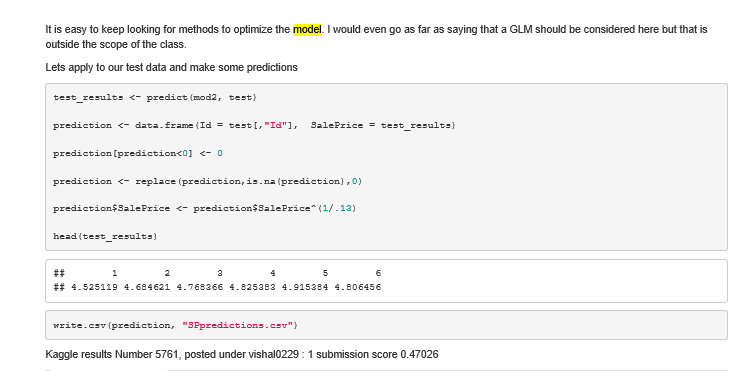 It is easy to keep looking for methods to optimize the model. I would even go as far as saying that a GLM should be considered here but that is
outside the scope of the class.
Lets apply to our test data and make some predictions
test_results <- predict(mod2, test)
prediction <- data.frame(Id = test[,"Id"],  SalePrice = test_results)
prediction[prediction<0] <- 0
prediction <- replace(prediction,is.na(prediction),0)
prediction$SalePrice <- prediction$SalePrice^(1/.13)
head(test_results)
##        1        2        3        4        5        6
## 4.525119 4.684621 4.768366 4.825383 4.915384 4.806456
write.csv(prediction, "SPpredictions.csv")
Kaggle results Number 5761, posted under vishal0229 : 1 submission score 0.47026